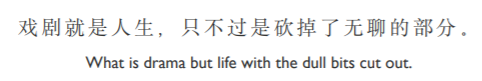 戏剧就是人生，只不过是砍掉了无聊的部分。
What is drama but life with the dull bits cut out.